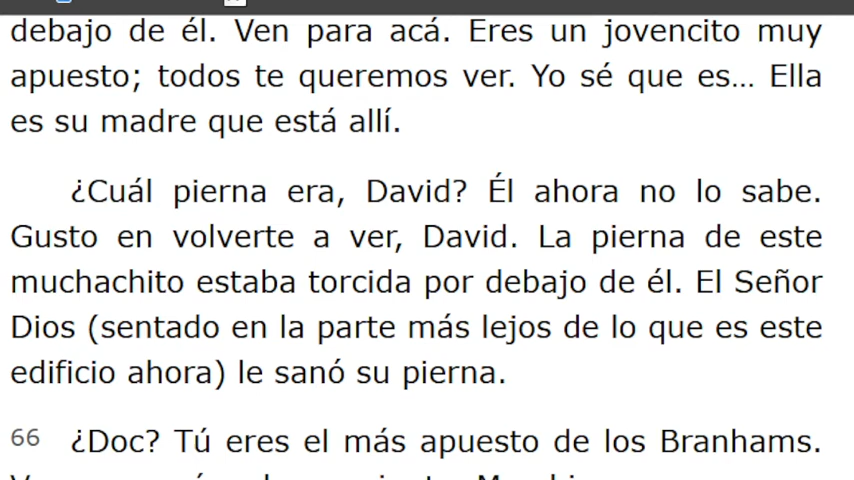 debajo de él. Ven para acá. Eres un jovencito muy
apuesto; todos te queremos ver. Yo sé que es… Ella
es su madre que está allí.
¿Cuál pierna era, David? Él ahora no lo sabe.
Gusto en volverte a ver, David. La pierna de este
muchachito estaba torcida por debajo de él. El Señor
Dios (sentado en la parte más lejos de lo que es este
edificio ahora) le sanó su pierna.
66 ¿Doc? Tú eres el más apuesto de los Branhams.